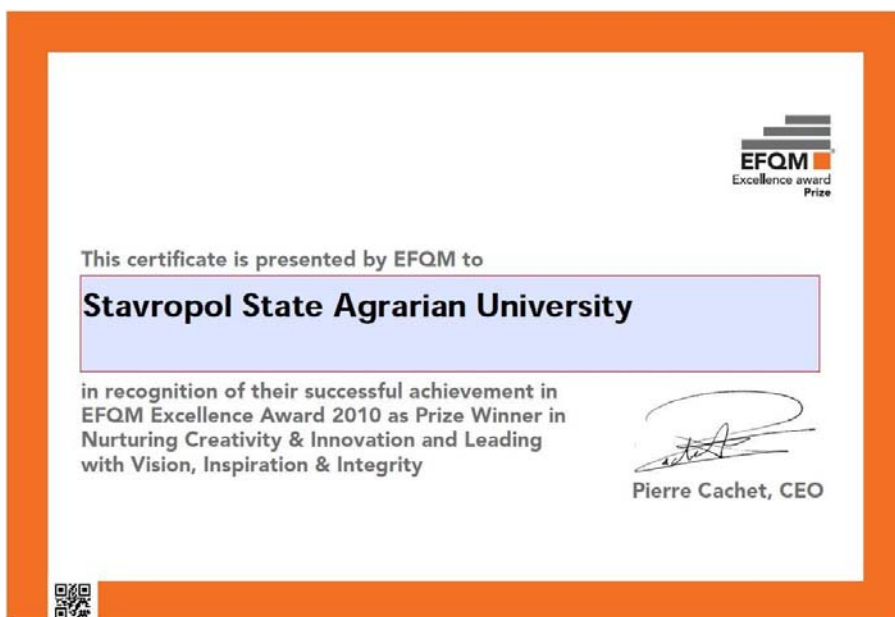 EFQM
Excellence award
Prize
This certificate is presented by EFQM to
Stavropol State Agrarian University
in recognition of their successful achievement in
EFQM Excellence Award 2010 as Prize Winner in
Nurturing Creativity & Innovation and Leading
with Vision, Inspiration & Integrity
Pierre Cachet, CEO